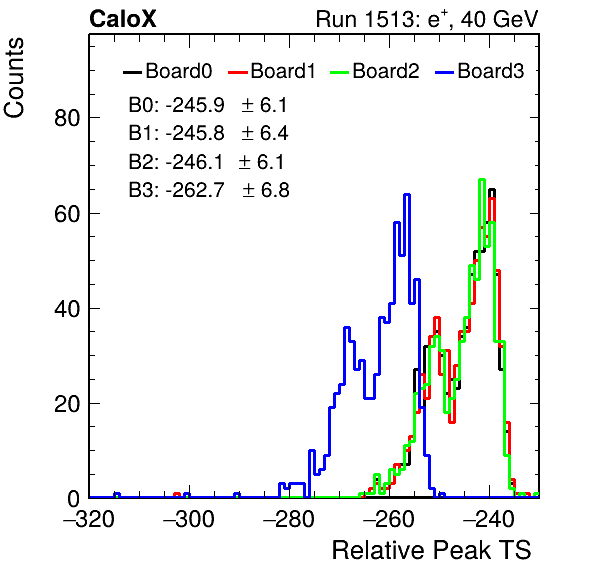 CaloX Run 1513: e⁺, 40 GeV
Counts
Board0 Board1 Board2 Board3
B0: -245.9 ± 6.1
B1: -245.8 ± 6.4
B2: -246.1 ± 6.1
B3: -262.7 ± 6.8
80
60
40
20
0
−320 −300 −280 −260 −240
Relative Peak TS